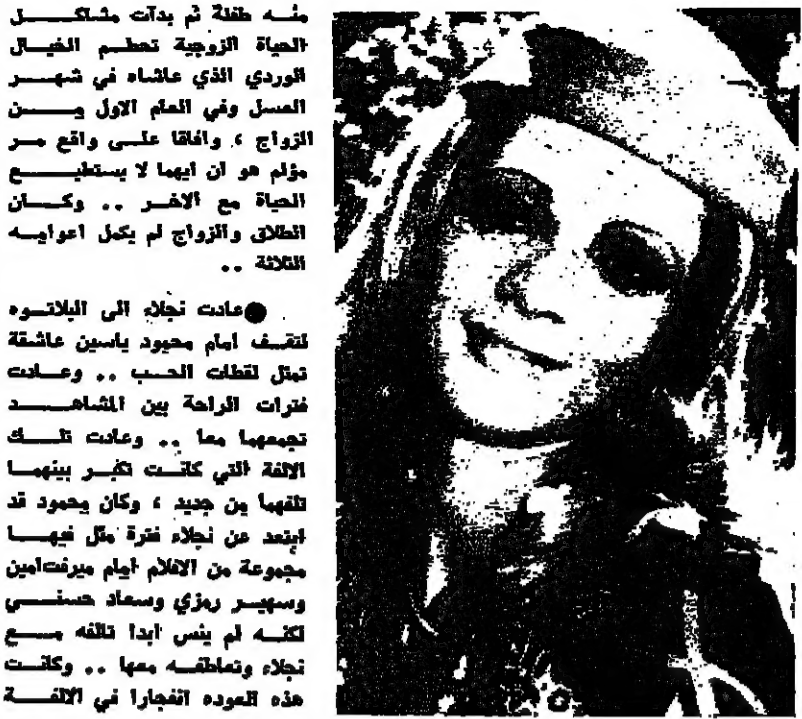 منه طفلة ثم بدأت مشاكل
الحياة الزوجية تحطم الخيال
الوردي الذي عاشاه في شهر
العسل وفي العام الاول من
الزواج ، وافاقا على واقع مر
مؤلم هو ان ايهما لا يستطيع
الحياة مع الاخر .. وكان
الطلاق والزواج لم يكمل اعوامه
الثلاثة ..
●عادت نجلاء الى البلاتوه
لتقف امام محمود ياسين عاشقة
تمثل لقطات الحب .. وعادت
فترات الراحة بين المشاهد
تجمعهما معا .. وعادت تلك
الالفة التي كانت تكبر بينهما
تلفهما من جديد ، وكان محمود قد
ابتعد عن نجلاء فترة مثل فيها
مجموعة من الافلام امام ميرفت امين
وسهير رمزي وسعاد حسني
لكنه لم ينس ابدا تالفه مع
نجلاء وتعاطفه معها .. وكانت
هذه العوده انفجارا في الالفة